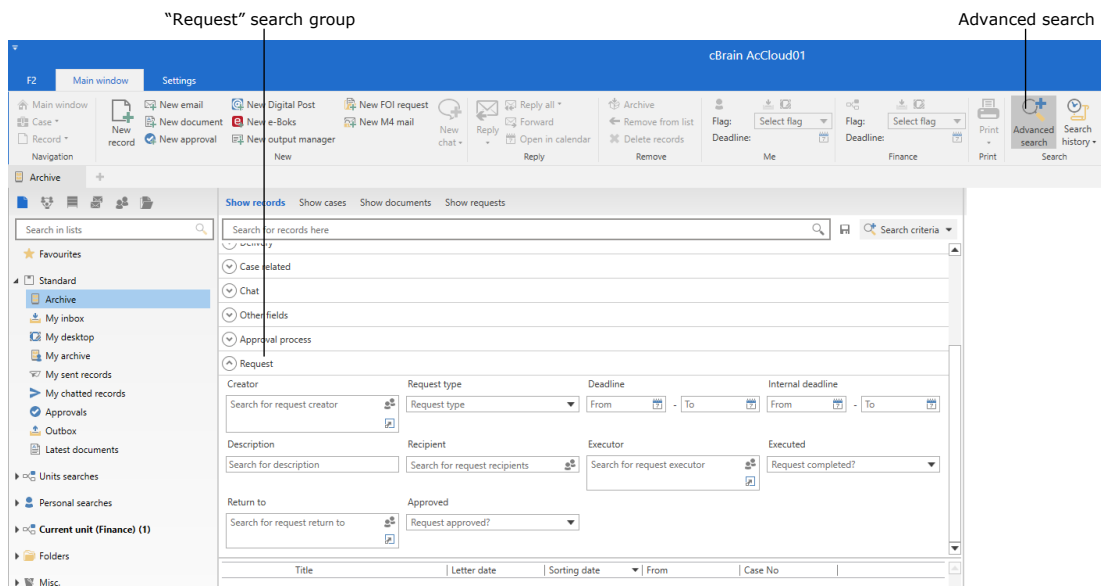 “Request” search group
Advanced search
cBrain AcCloud01
F2 Main window Settings
Main window New email New Digital Post New FOI request Reply all Archive
Case New document New e-Boks New M4 mail Forward Remove from list Flag: Select flag Flag: Select flag
Record New record New approval New output manager New chat Reply Open in calendar Delete records Deadline: Deadline: Print Advanced search Search history
Navigation New Reply Remove Me Finance Print Search
Archive +
Show records Show cases Show documents Show requests
Search in lists Search for records here Search criteria
Favourites Delivery
Case related
Standard
Archive Chat
My inbox Other fields
My desktop Approval process
My archive Request
My sent records
My chatted records
Approvals
Outbox
Latest documents
Units searches
Personal searches
Current unit (Finance) (1)
Folders
Misc.
Creator Request type Deadline Internal deadline
Search for request creator Request type From - To From - To
Description Recipient Executor Executed
Search for description Search for request recipients Search for request executor Request completed?
Return to Approved
Search for request return to Request approved?
Title Letter date Sorting date From Case No